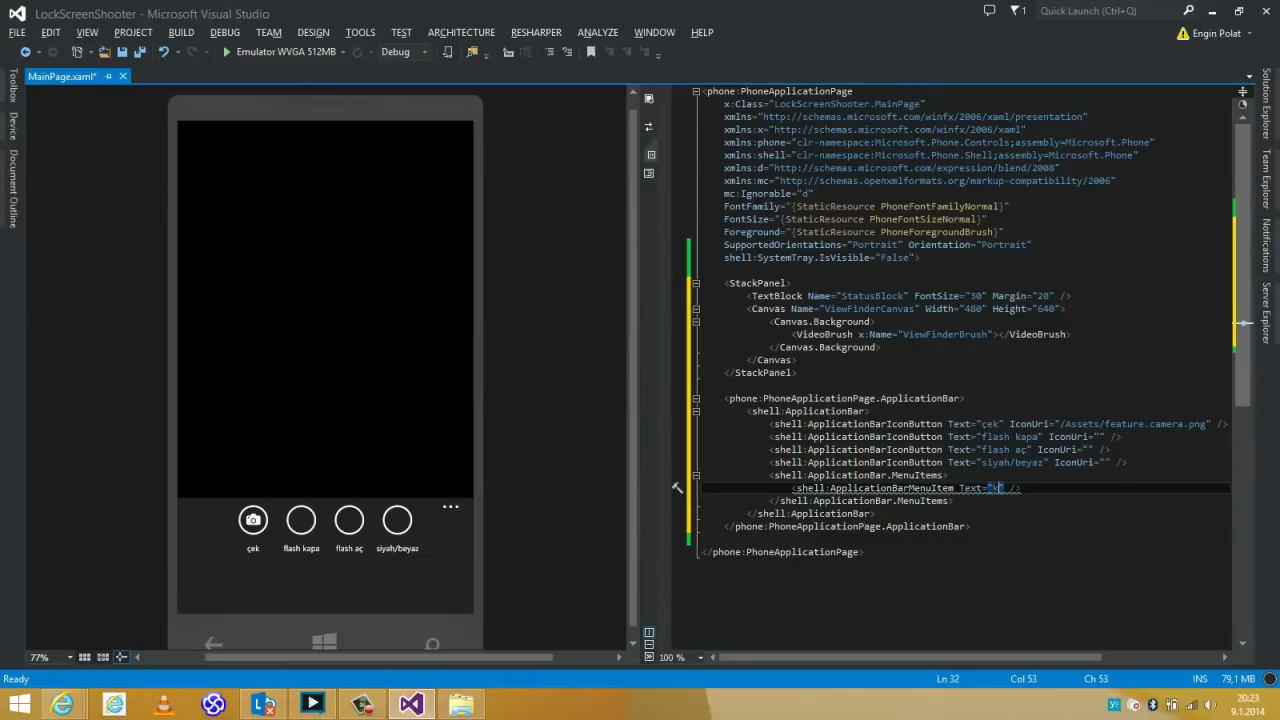 LockScreenShooter - Microsoft Visual Studio
1
Quick Launch (Ctrl+Q)
FILE EDIT VIEW PROJECT BUILD DEBUG TEAM DESIGN TOOLS TEST ARCHITECTURE RESHARPER ANALYZE WINDOW HELP
Engin Polat
Emulator WVGA 512MB
Debug
MainPage.xaml*
Toolbox
Device
Document Outline
çek
flash kapa
flash aç
siyah/beyaz
<phone:PhoneApplicationPage
x:Class="LockScreenShooter.MainPage"
xmlns="http://schemas.microsoft.com/winfx/2006/xaml/presentation"
xmlns:x="http://schemas.microsoft.com/winfx/2006/xaml"
xmlns:phone="clr-namespace:Microsoft.Phone.Controls;assembly=Microsoft.Phone"
xmlns:shell="clr-namespace:Microsoft.Phone.Shell;assembly=Microsoft.Phone"
xmlns:d="http://schemas.microsoft.com/expression/blend/2008"
xmlns:mc="http://schemas.openxmlformats.org/markup-compatibility/2006"
mc:Ignorable="d"
FontFamily="{StaticResource PhoneFontFamilyNormal}"
FontSize="{StaticResource PhoneFontSizeNormal}"
Foreground="{StaticResource PhoneForegroundBrush}"
SupportedOrientations="Portrait" Orientation="Portrait"
shell:SystemTray.IsVisible="False">
<StackPanel>
<TextBlock Name="StatusBlock" FontSize="30" Margin="20" />
<Canvas Name="ViewFinderCanvas" Width="480" Height="640">
<Canvas.Background>
<VideoBrush x:Name="ViewFinderBrush"></VideoBrush>
</Canvas.Background>
</Canvas>
</StackPanel>
<phone:PhoneApplicationPage.ApplicationBar>
<shell:ApplicationBar>
<shell:ApplicationBarIconButton Text="çek" IconUri="/Assets/feature.camera.png" />
<shell:ApplicationBarIconButton Text="flash kapa" IconUri="" />
<shell:ApplicationBarIconButton Text="flash aç" IconUri="" />
<shell:ApplicationBarIconButton Text="siyah/beyaz" IconUri="" />
<shell:ApplicationBar.MenuItems>
<shell:ApplicationBarMenuItem Text="k" />
</shell:ApplicationBar.MenuItems>
</shell:ApplicationBar>
</phone:PhoneApplicationPage.ApplicationBar>
</phone:PhoneApplicationPage>
Solution Explorer
Team Explorer
Notifications
Server Explorer
77%
100 %
Ready
Ln 32
Col 53
Ch 53
INS
79,1 MB
20:23
9.1.2014